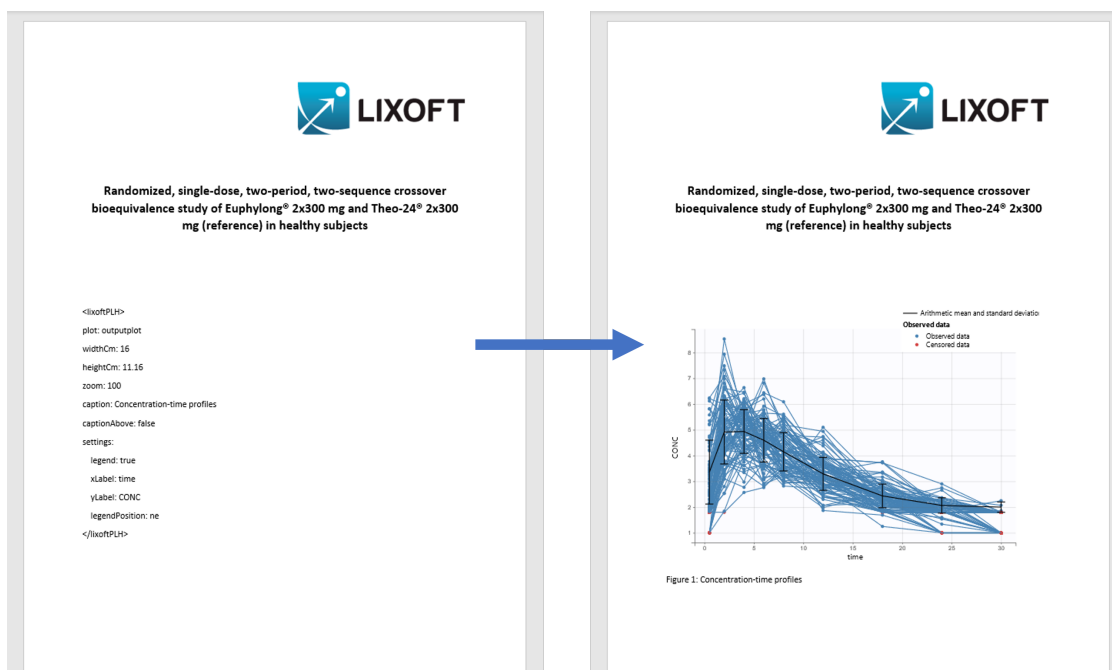 LIXOFT
Randomized, single-dose, two-period, two-sequence crossover
bioequivalence study of Euphylong® 2x300 mg and Theo-24® 2x300
mg (reference) in healthy subjects
<lixoftPLH>
plot: outputplot
widthCm: 16
heightCm: 11.16
zoom: 100
caption: Concentration-time profiles
captionAbove: false
settings:
legend: true
xLabel: time
yLabel: CONC
legendPosition: ne
</lixoftPLH>
LIXOFT
Randomized, single-dose, two-period, two-sequence crossover
bioequivalence study of Euphylong® 2x300 mg and Theo-24® 2x300
mg (reference) in healthy subjects
Arithmetic mean and standard deviatio
Observed data
Observed data
Censored data
8
7
6
5
4
3
2
1
CONC
0 5 10 15 20 25 30
time
Figure 1: Concentration-time profiles